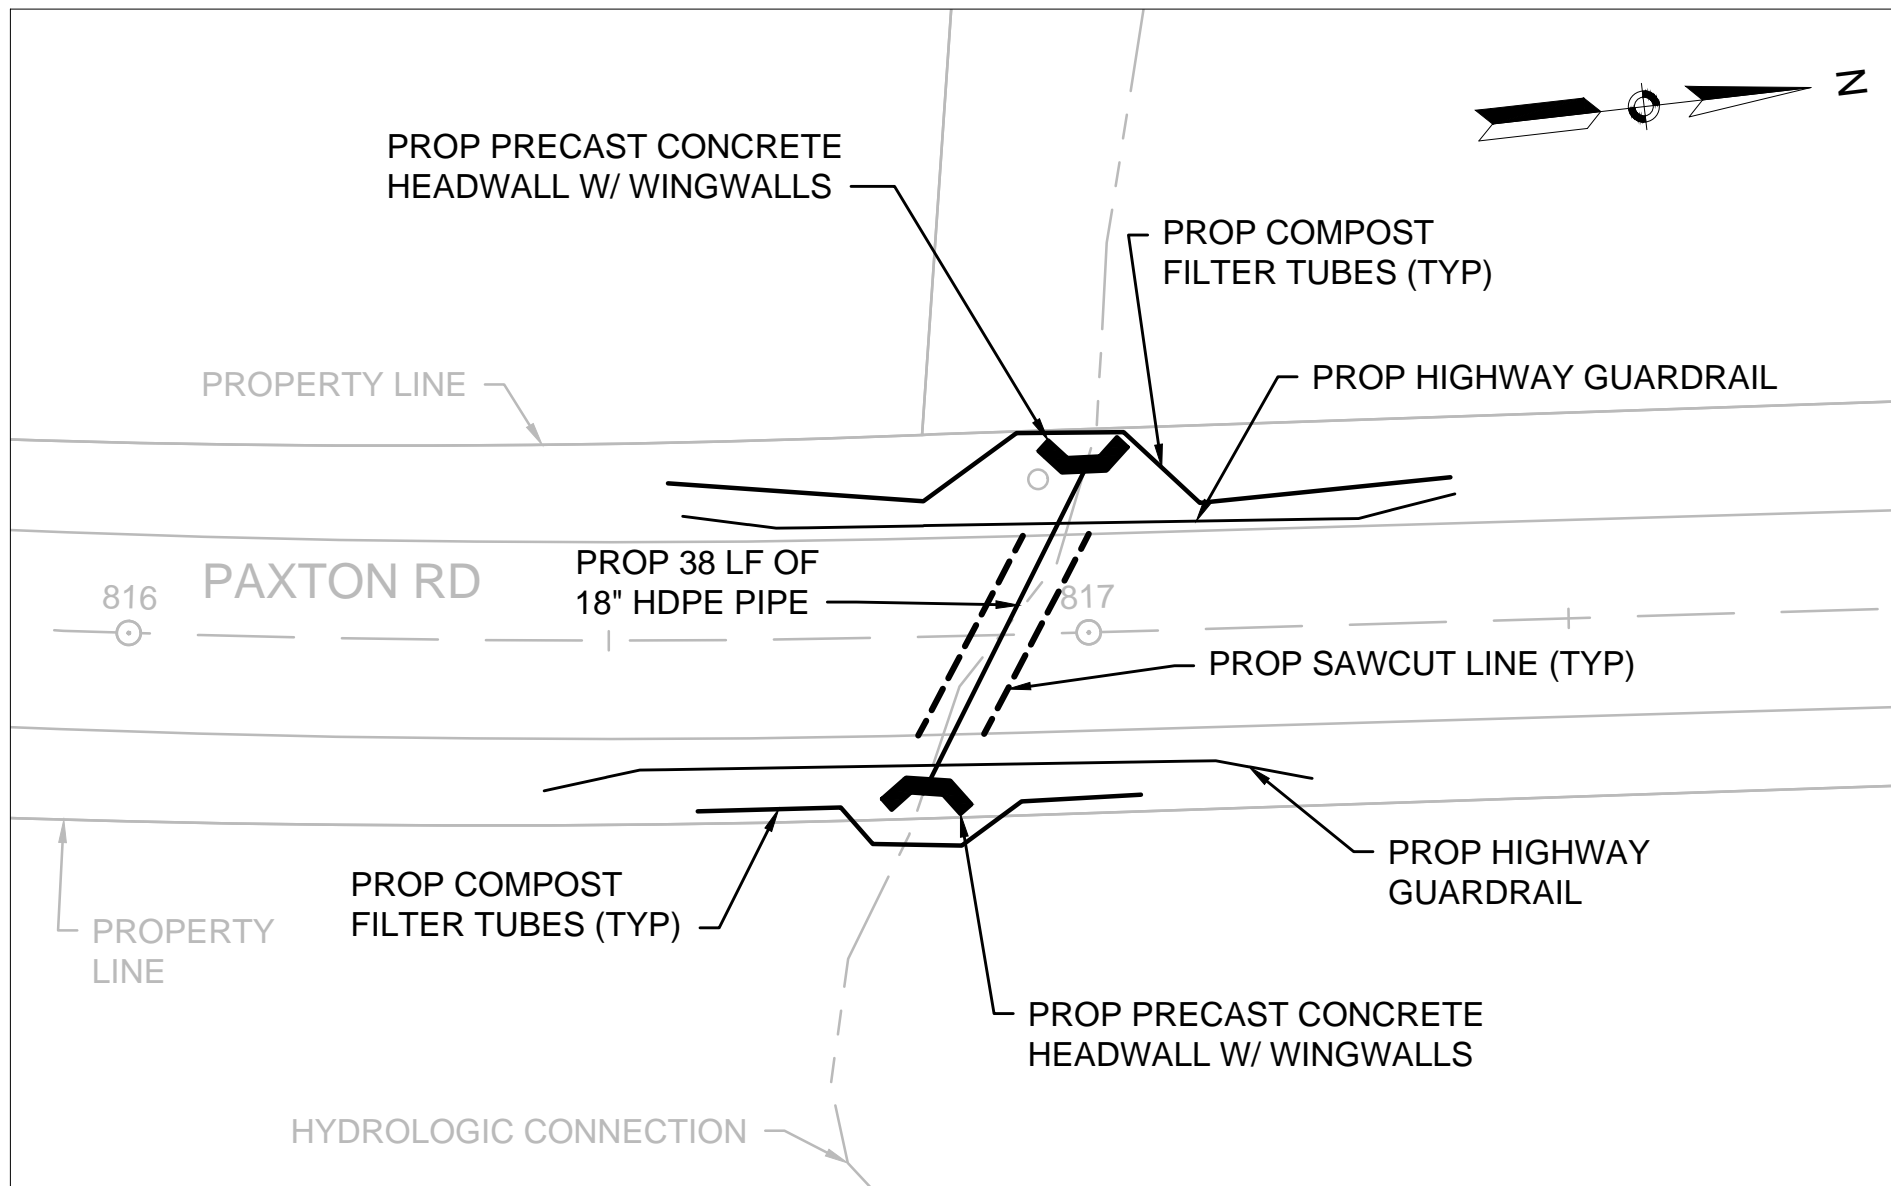 N
PROP PRECAST CONCRETE
HEADWALL W/ WINGWALLS
PROP COMPOST
FILTER TUBES (TYP)
PROPERTY LINE
PROP HIGHWAY GUARDRAIL
PAXTON RD
816
PROP 38 LF OF
18" HDPE PIPE
817
PROP SAWCUT LINE (TYP)
PROP HIGHWAY
GUARDRAIL
PROP COMPOST
FILTER TUBES (TYP)
PROPERTY
LINE
PROP PRECAST CONCRETE
HEADWALL W/ WINGWALLS
HYDROLOGIC CONNECTION